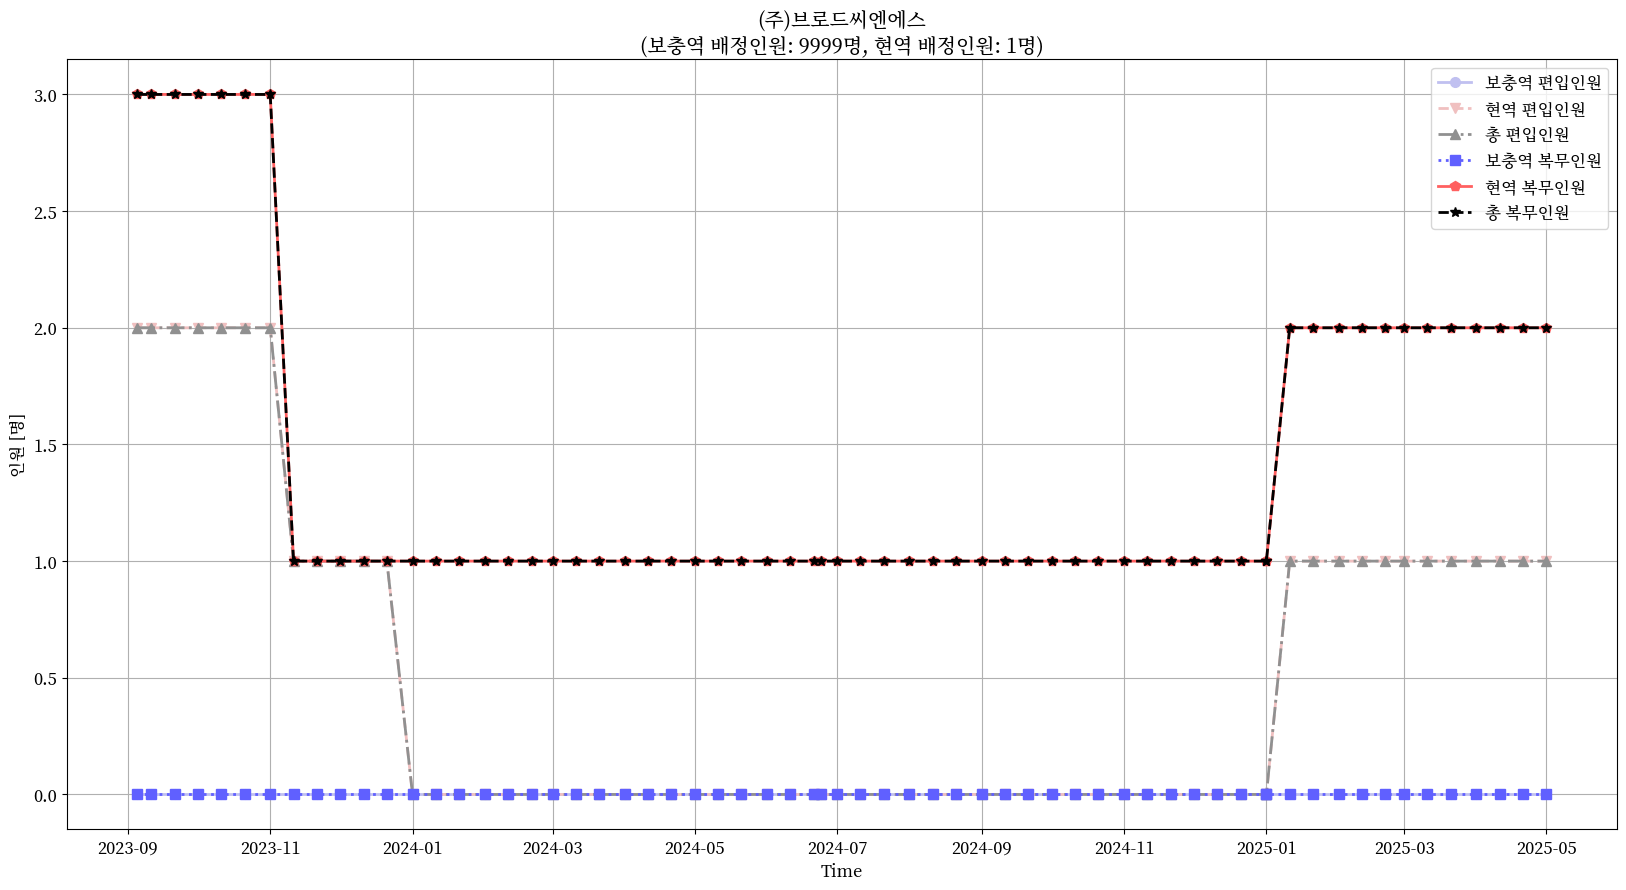 (주)브로드씨엔에스
(보충역 배정인원: 9999명, 현역 배정인원: 1명)
보충역 편입인원
현역 편입인원
총 편입인원
보충역 복무인원
현역 복무인원
총 복무인원
인원 [명]
3.0
2.5
2.0
1.5
1.0
0.5
0.0
2023-09 2023-11 2024-01 2024-03 2024-05 2024-07 2024-09 2024-11 2025-01 2025-03 2025-05
Time